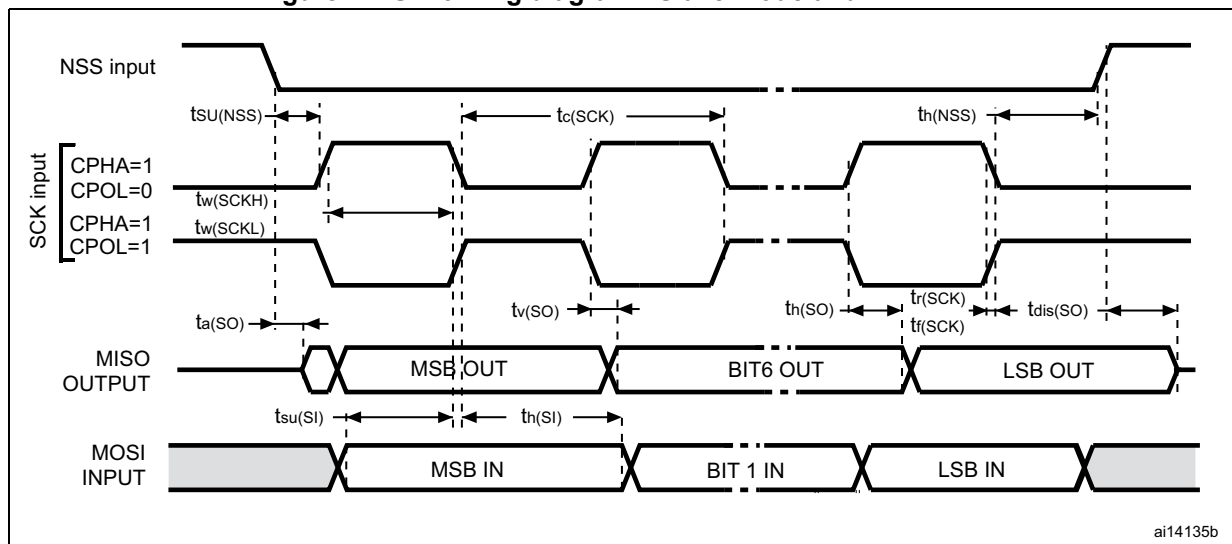 NSS input
tSU(NSS)
tc(SCK)
th(NSS)
SCK input
CPHA=1
CPOL=0
tw(SCKH)
CPHA=1
tw(SCKL)
CPOL=1
ta(SO)
tv(SO)
th(SO)
tr(SCK)
tf(SCK)
tdis(SO)
MISO
OUTPUT
MSB OUT
BIT6 OUT
LSB OUT
tsu(SI)
th(SI)
MOSI
INPUT
MSB IN
BIT 1 IN
LSB IN
ai14135b